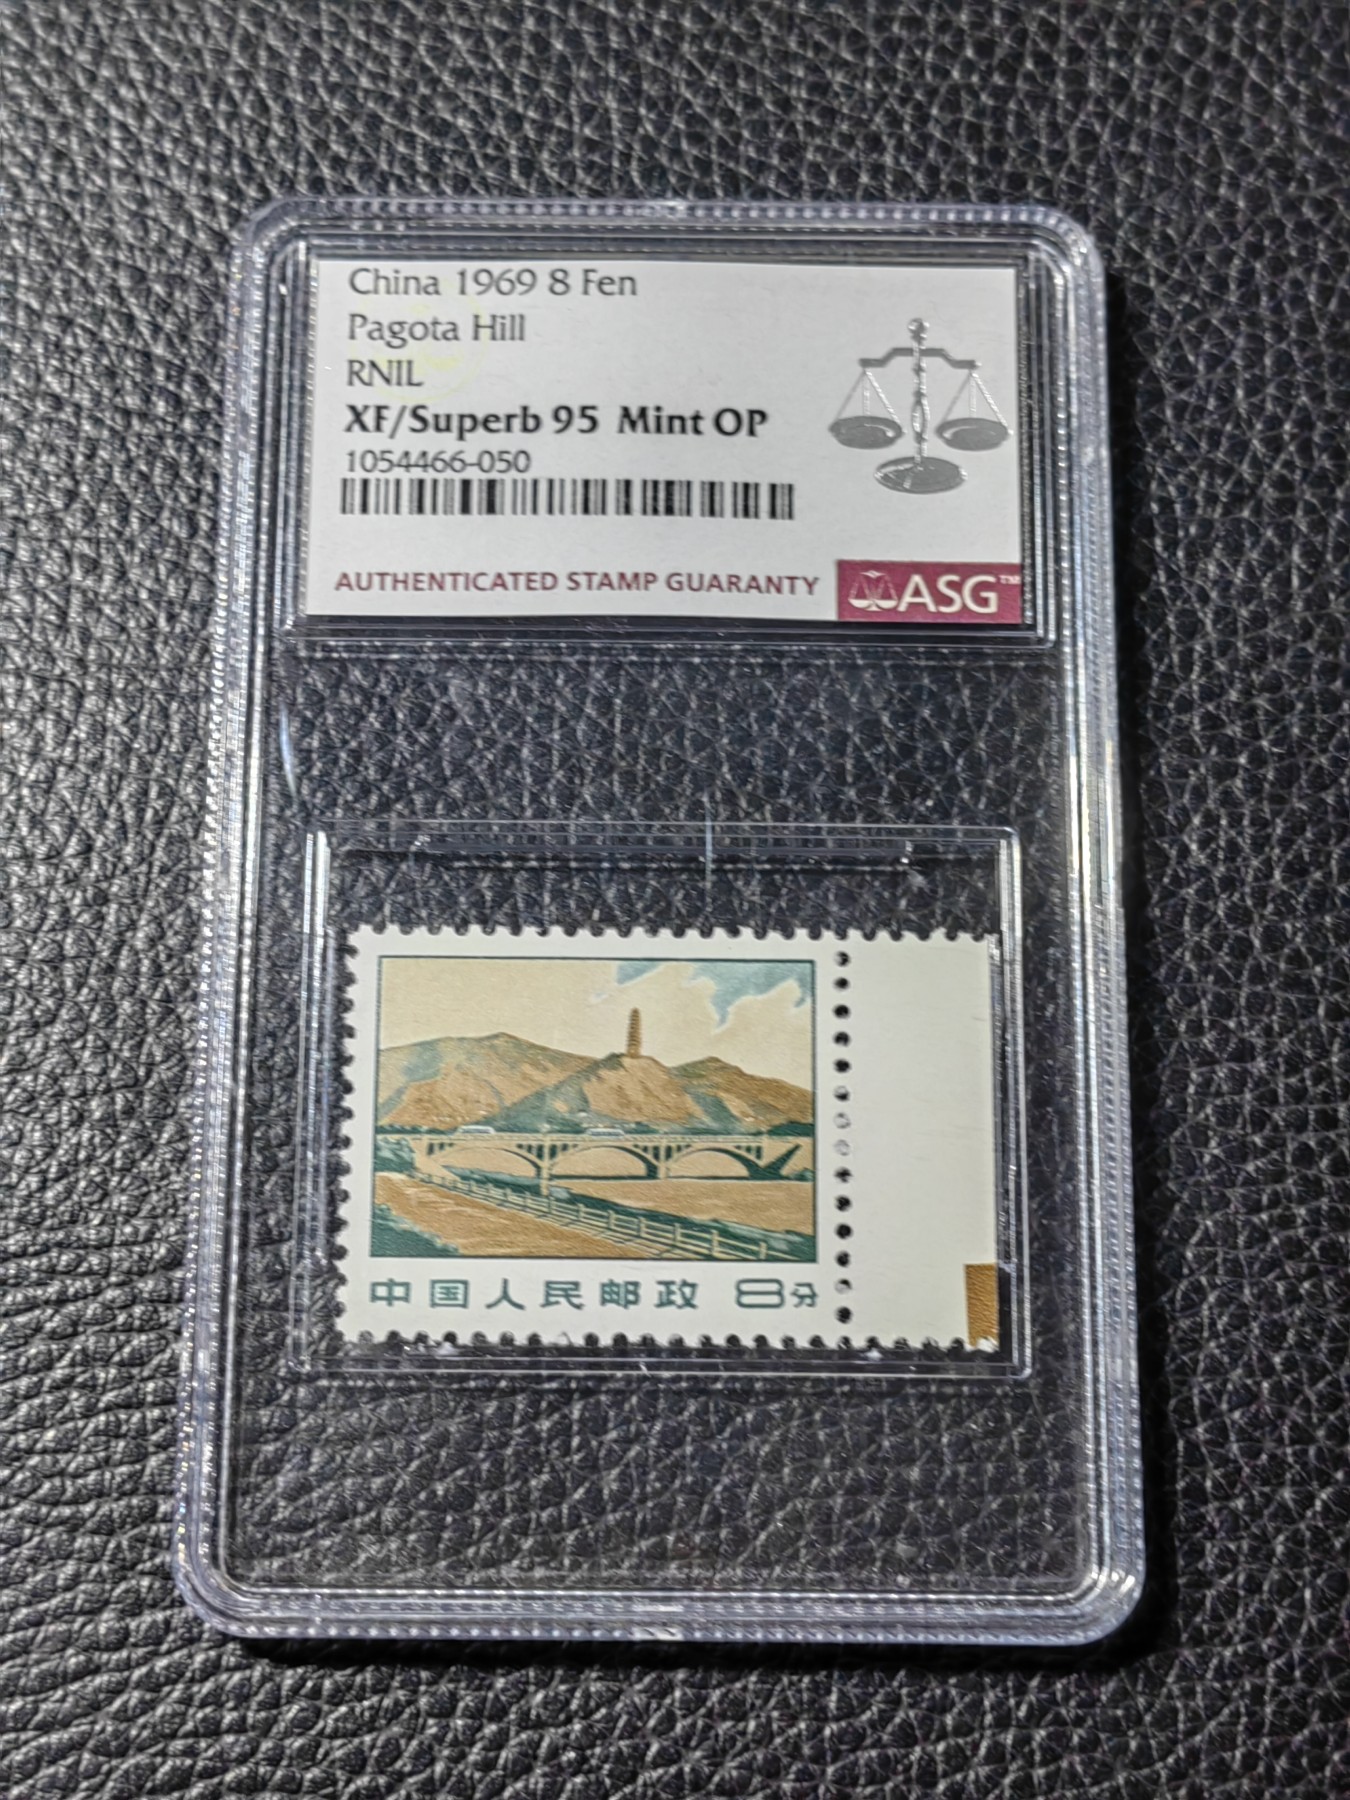 China 1969 8 Fen
Pagota Hill
RNIL
XF/Superb 95 Mint OP
1054466-050
AUTHENTICATED STAMP GUARANTY
ASG™
中国人民邮政 8分